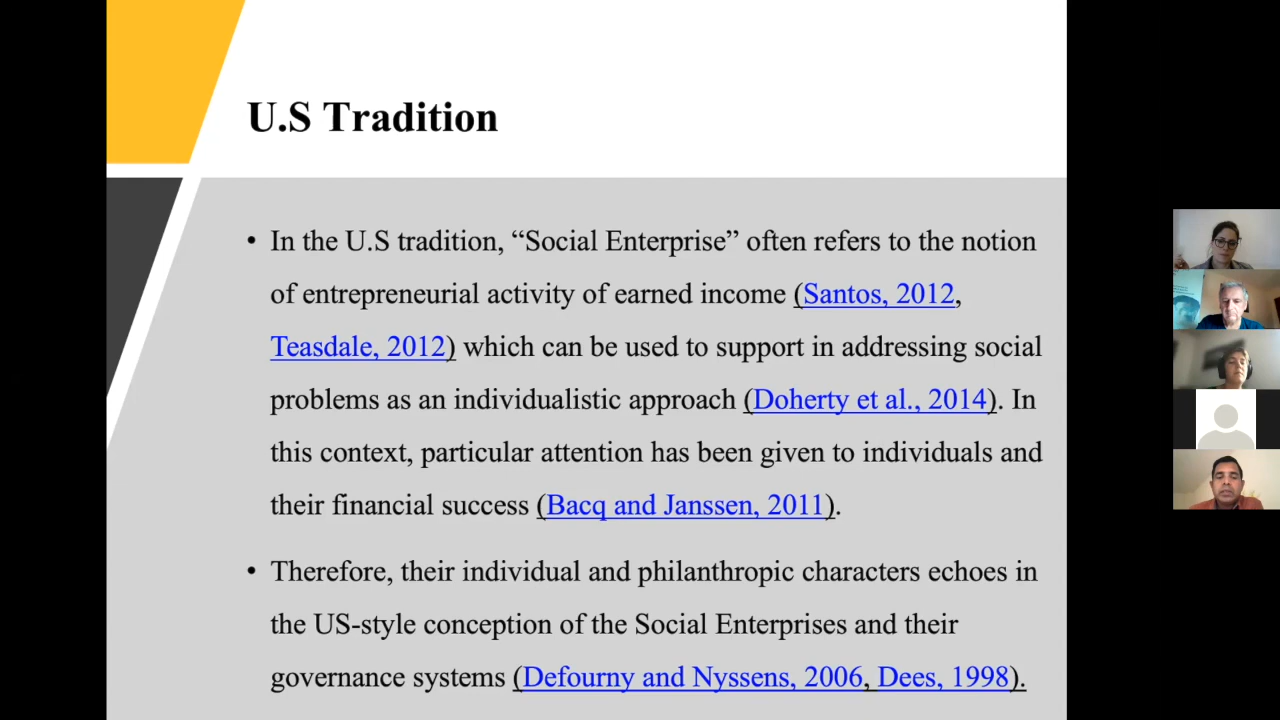 U.S Tradition
• In the U.S tradition, “Social Enterprise” often refers to the notion
of entrepreneurial activity of earned income (Santos, 2012,
Teasdale, 2012) which can be used to support in addressing social
problems as an individualistic approach (Doherty et al., 2014). In
this context, particular attention has been given to individuals and
their financial success (Bacq and Janssen, 2011).
• Therefore, their individual and philanthropic characters echoes in
the US-style conception of the Social Enterprises and their
governance systems (Defourny and Nyssens, 2006, Dees, 1998).